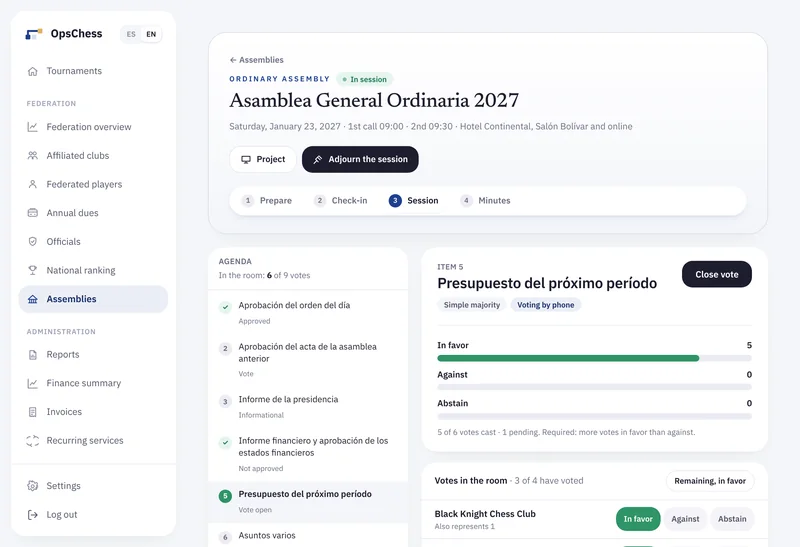 OpsChess
ES EN
Tournaments
FEDERATION
Federation overview
Affiliated clubs
Federated players
Annual dues
Officials
National ranking
Assemblies
ADMINISTRATION
Reports
Finance summary
Invoices
Recurring services
Settings
Log out
← Assemblies
ORDINARY ASSEMBLY In session
Asamblea General Ordinaria 2027
Saturday, January 23, 2027 · 1st call 09:00 · 2nd 09:30 · Hotel Continental, Salón Bolívar and online
Project Adjourn the session
1 Prepare 2 Check-in 3 Session 4 Minutes
AGENDA
In the room: 6 of 9 votes
Aprobación del orden del día
Approved
2 Aprobación del acta de la asamblea
anterior
Vote
3 Informe de la presidencia
Informational
Informe financiero y aprobación de los
estados financieros
Not approved
5 Presupuesto del próximo período
Vote open
6 Asuntos varios
ITEM 5
Presupuesto del próximo período
Close vote
Simple majority Voting by phone
In favor 5
Against 0
Abstain 0
5 of 6 votes cast · 1 pending. Required: more votes in favor than against.
Votes in the room · 3 of 4 have voted Remaining, in favor
Black Knight Chess Club
Also represents 1
In favor Against Abstain